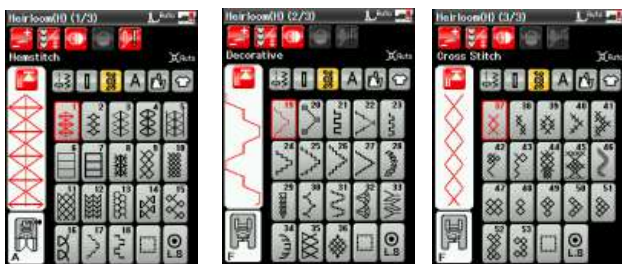 Heirloom(H) (1/3) L Auto
Hemstitch Auto
A
1 2 3 4 5
6 7 8 9 10
11 12 13 14 15
16 17 18 L.S
A
Heirloom(H) (2/3) L Auto
Decorative Auto
A
19 20 21 22 23
24 25 26 27 28
29 30 31 32 33
34 35 36 L.S
F
Heirloom(H) (3/3) L Auto
Cross Stitch Auto
A
37 38 39 40 41
42 43 44 45 46
47 48 49 50 51
52 53 L.S
F